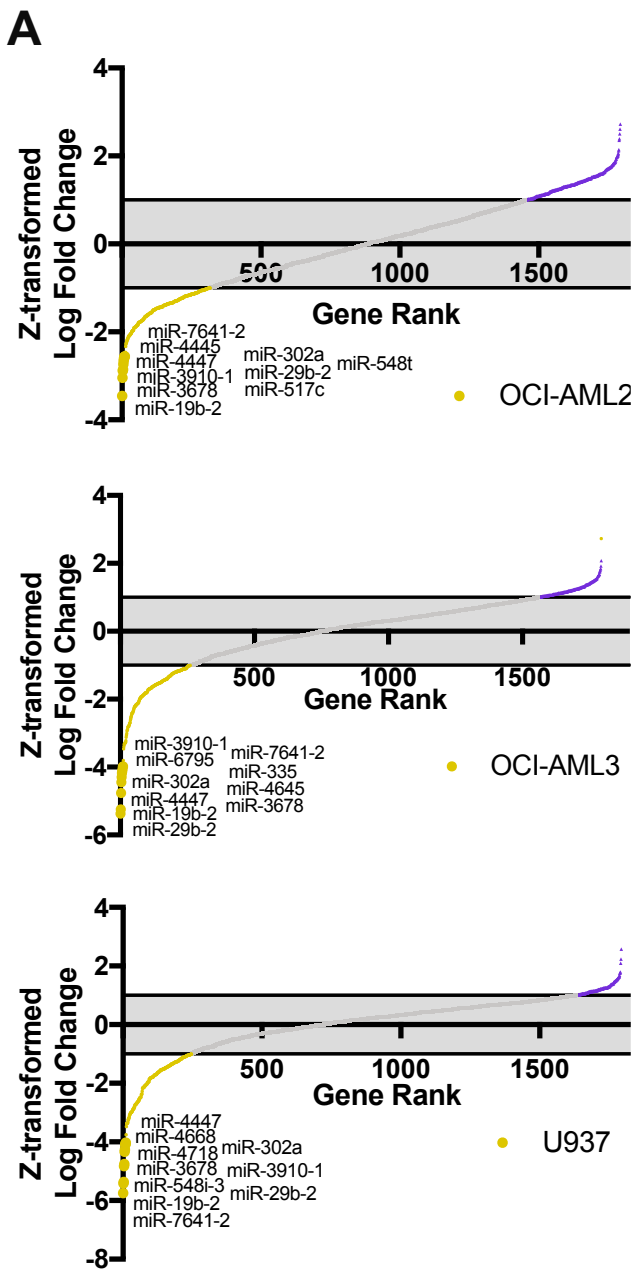 A
4
2
0
-2
-4
Z-transformed
Log Fold Change
500
1000
1500
Gene Rank
miR-7641-2
miR-4445
miR-4447
miR-3910-1
miR-3678
miR-19b-2
miR-302a
miR-29b-2
miR-517c
miR-548t
OCI-AML2
4
2
0
-2
-4
-6
Z-transformed
Log Fold Change
500
1000
1500
Gene Rank
miR-3910-1
miR-6795
miR-302a
miR-4447
miR-19b-2
miR-29b-2
miR-7641-2
miR-335
miR-4645
miR-3678
OCI-AML3
4
2
0
-2
-4
-6
-8
Z-transformed
Log Fold Change
500
1000
1500
Gene Rank
miR-4447
miR-4668
miR-4718
miR-3678
miR-548i-3
miR-19b-2
miR-7641-2
miR-302a
miR-3910-1
miR-29b-2
U937